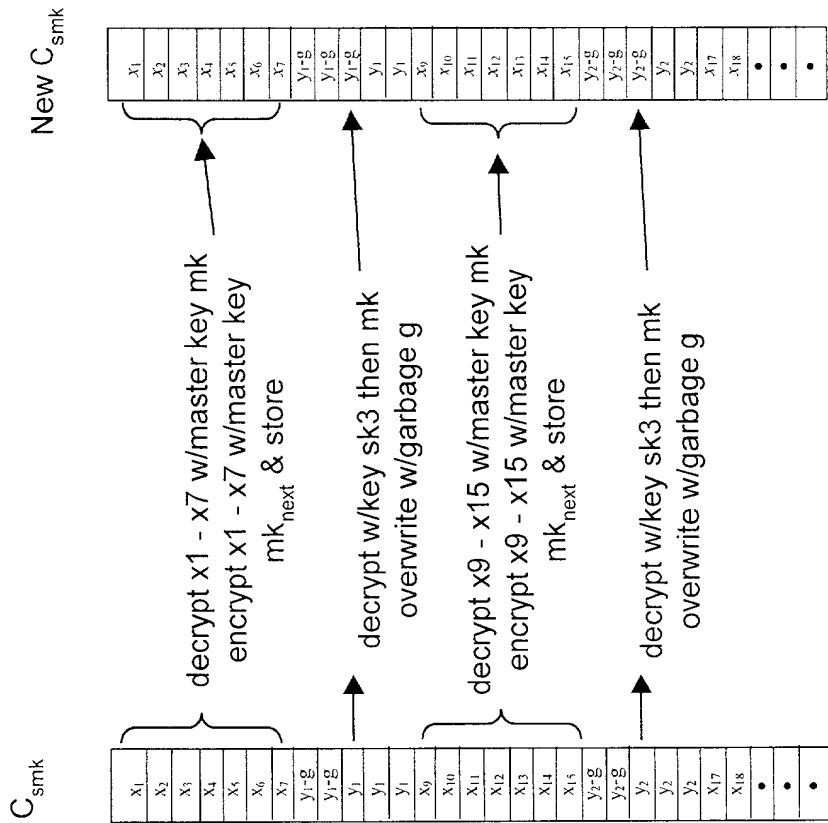 C_smk
x₁
x₂
x₃
x₄
x₅
x₆
x₇
y₁-g
y₁-g
y₁
y₁
y₁
x₉
x₁₀
x₁₁
x₁₂
x₁₃
x₁₄
x₁₅
y₂-g
y₂-g
y₂
y₂
y₂
x₁₇
x₁₈
• • •
decrypt x1 - x7 w/master key mk
encrypt x1 - x7 w/master key
mk_next & store
decrypt w/key sk3 then mk
overwrite w/garbage g
decrypt x9 - x15 w/master key mk
encrypt x9 - x15 w/master key
mk_next & store
decrypt w/key sk3 then mk
overwrite w/garbage g
New C_smk
x₁
x₂
x₃
x₄
x₅
x₆
x₇
y₁-g
y₁-g
y₁-g
y₁
y₁
x₉
x₁₀
x₁₁
x₁₂
x₁₃
x₁₄
x₁₅
y₂-g
y₂-g
y₂-g
y₂
y₂
x₁₇
x₁₈
• • •